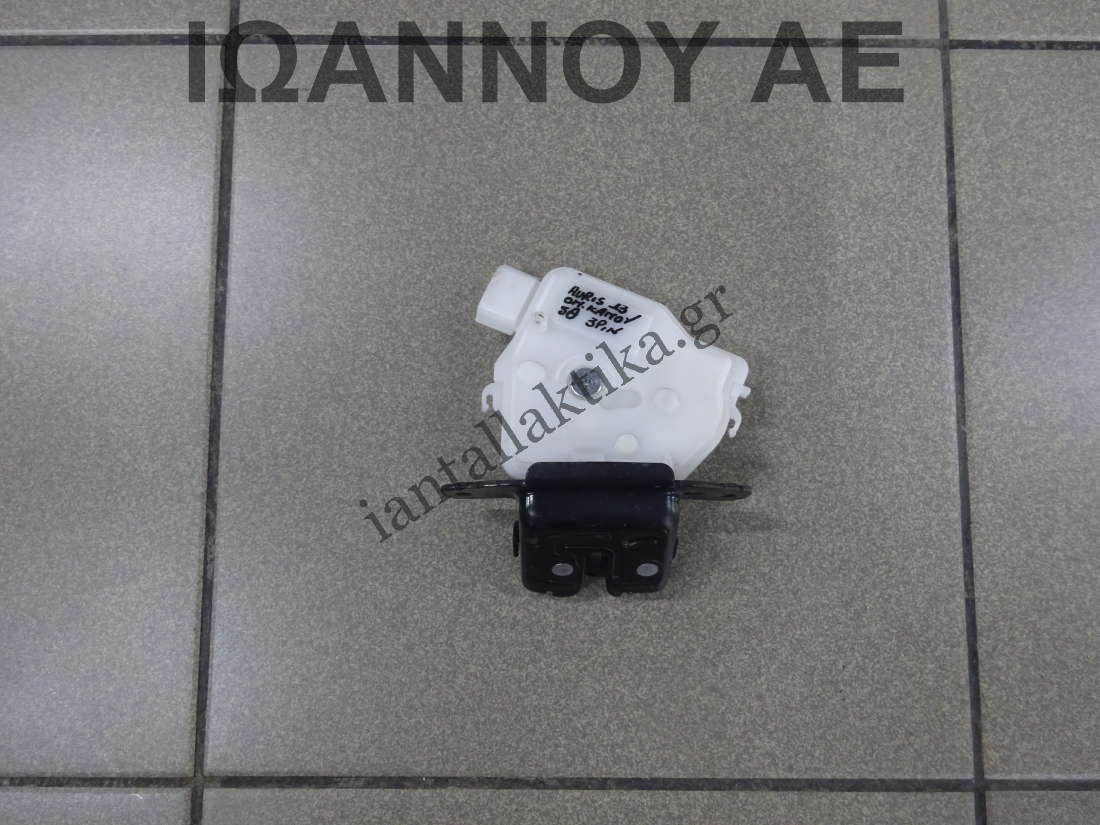 ΙΩΑΝΝΟΥ ΑΕ
AURIS 13
ΟΠ. ΚΑΠΟΥ
5Θ 3PIN
iantallaktika.gr